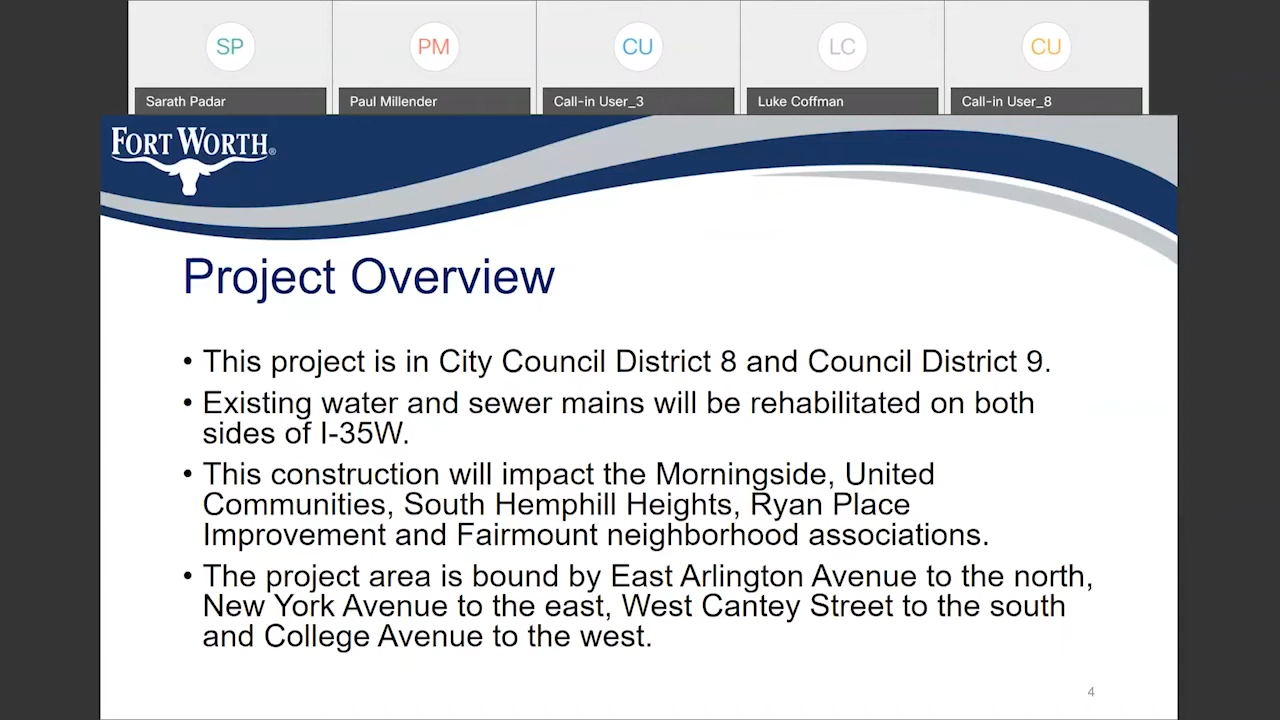 SP
PM
CU
LC
CU
Sarath Padar
Paul Millender
Call-in User_3
Luke Coffman
Call-in User_8
FORT WORTH®
Project Overview
• This project is in City Council District 8 and Council District 9.
• Existing water and sewer mains will be rehabilitated on both
sides of I-35W.
• This construction will impact the Morningside, United
Communities, South Hemphill Heights, Ryan Place
Improvement and Fairmount neighborhood associations.
• The project area is bound by East Arlington Avenue to the north,
New York Avenue to the east, West Cantey Street to the south
and College Avenue to the west.
4